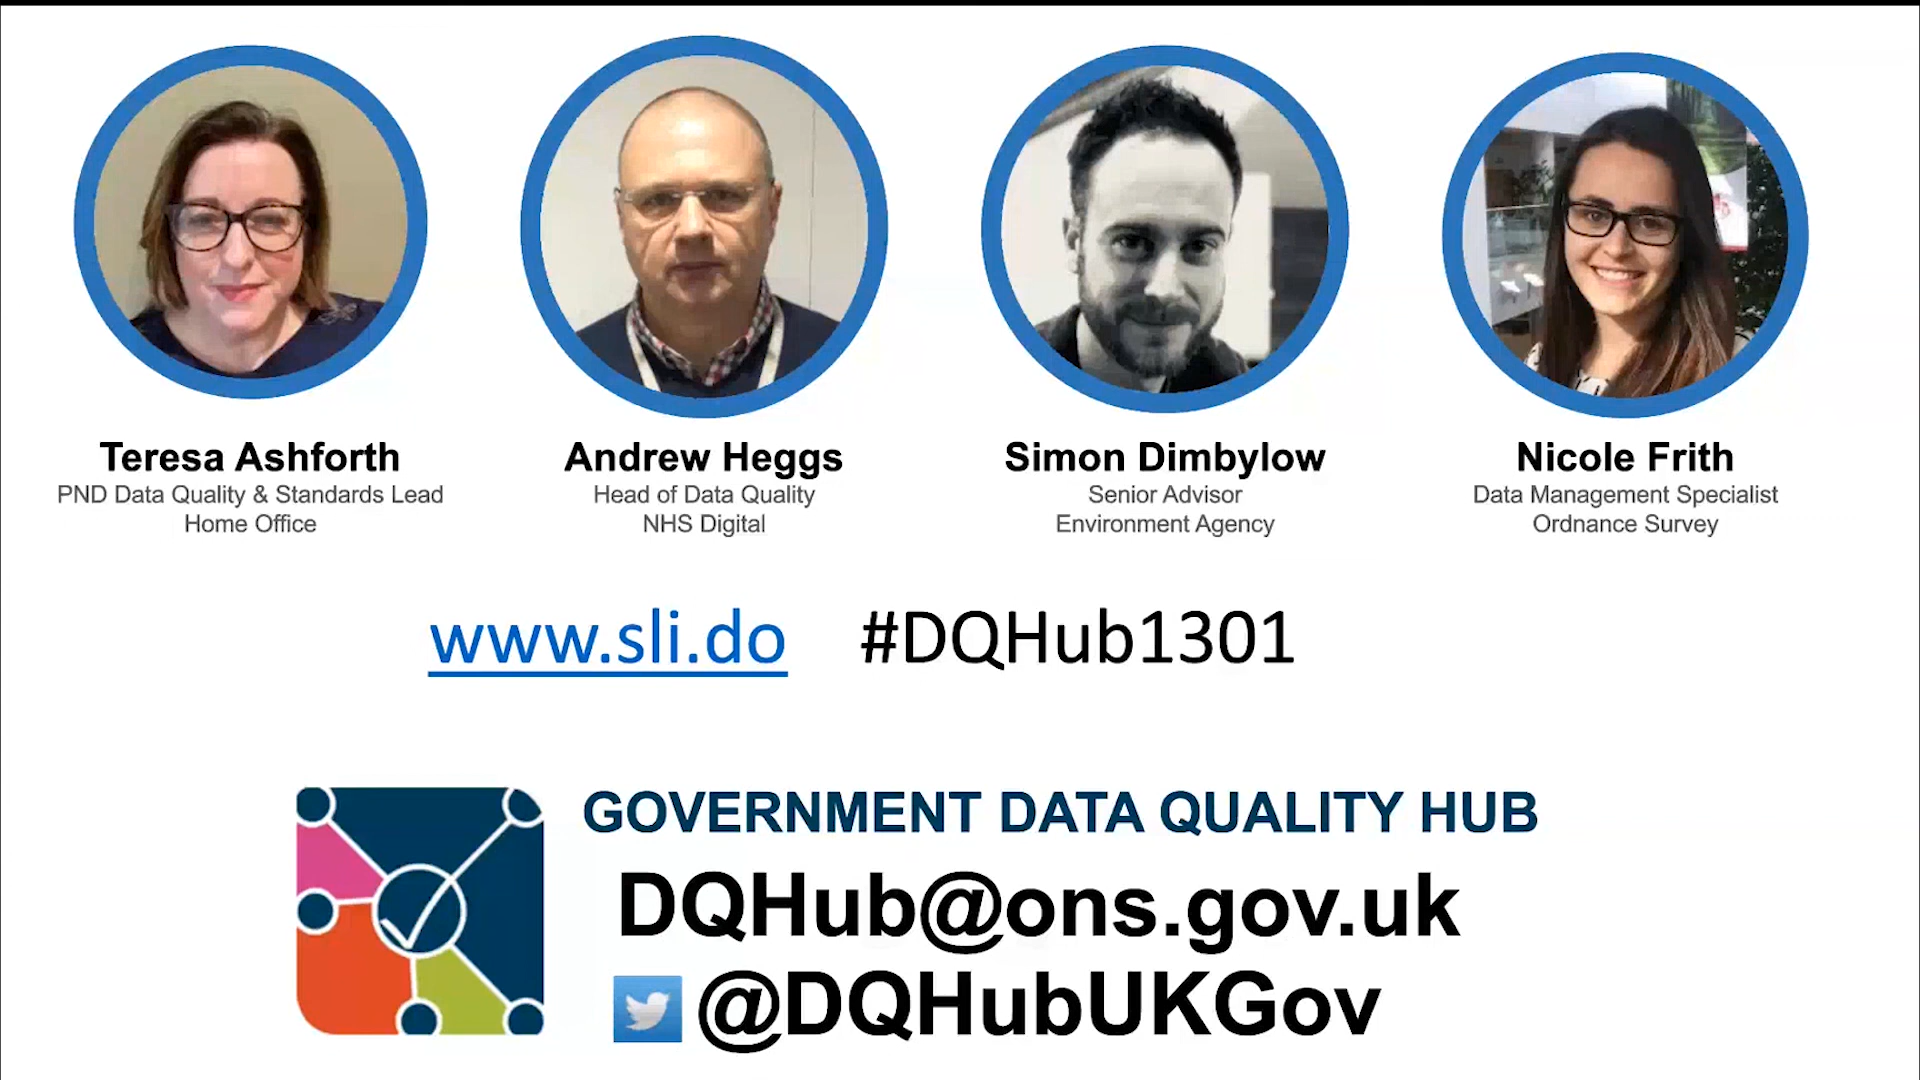 Teresa Ashforth
PND Data Quality & Standards Lead
Home Office
Andrew Heggs
Head of Data Quality
NHS Digital
Simon Dimbylow
Senior Advisor
Environment Agency
Nicole Frith
Data Management Specialist
Ordnance Survey
www.sli.do #DQHub1301
GOVERNMENT DATA QUALITY HUB
DQHub@ons.gov.uk
@DQHubUKGov